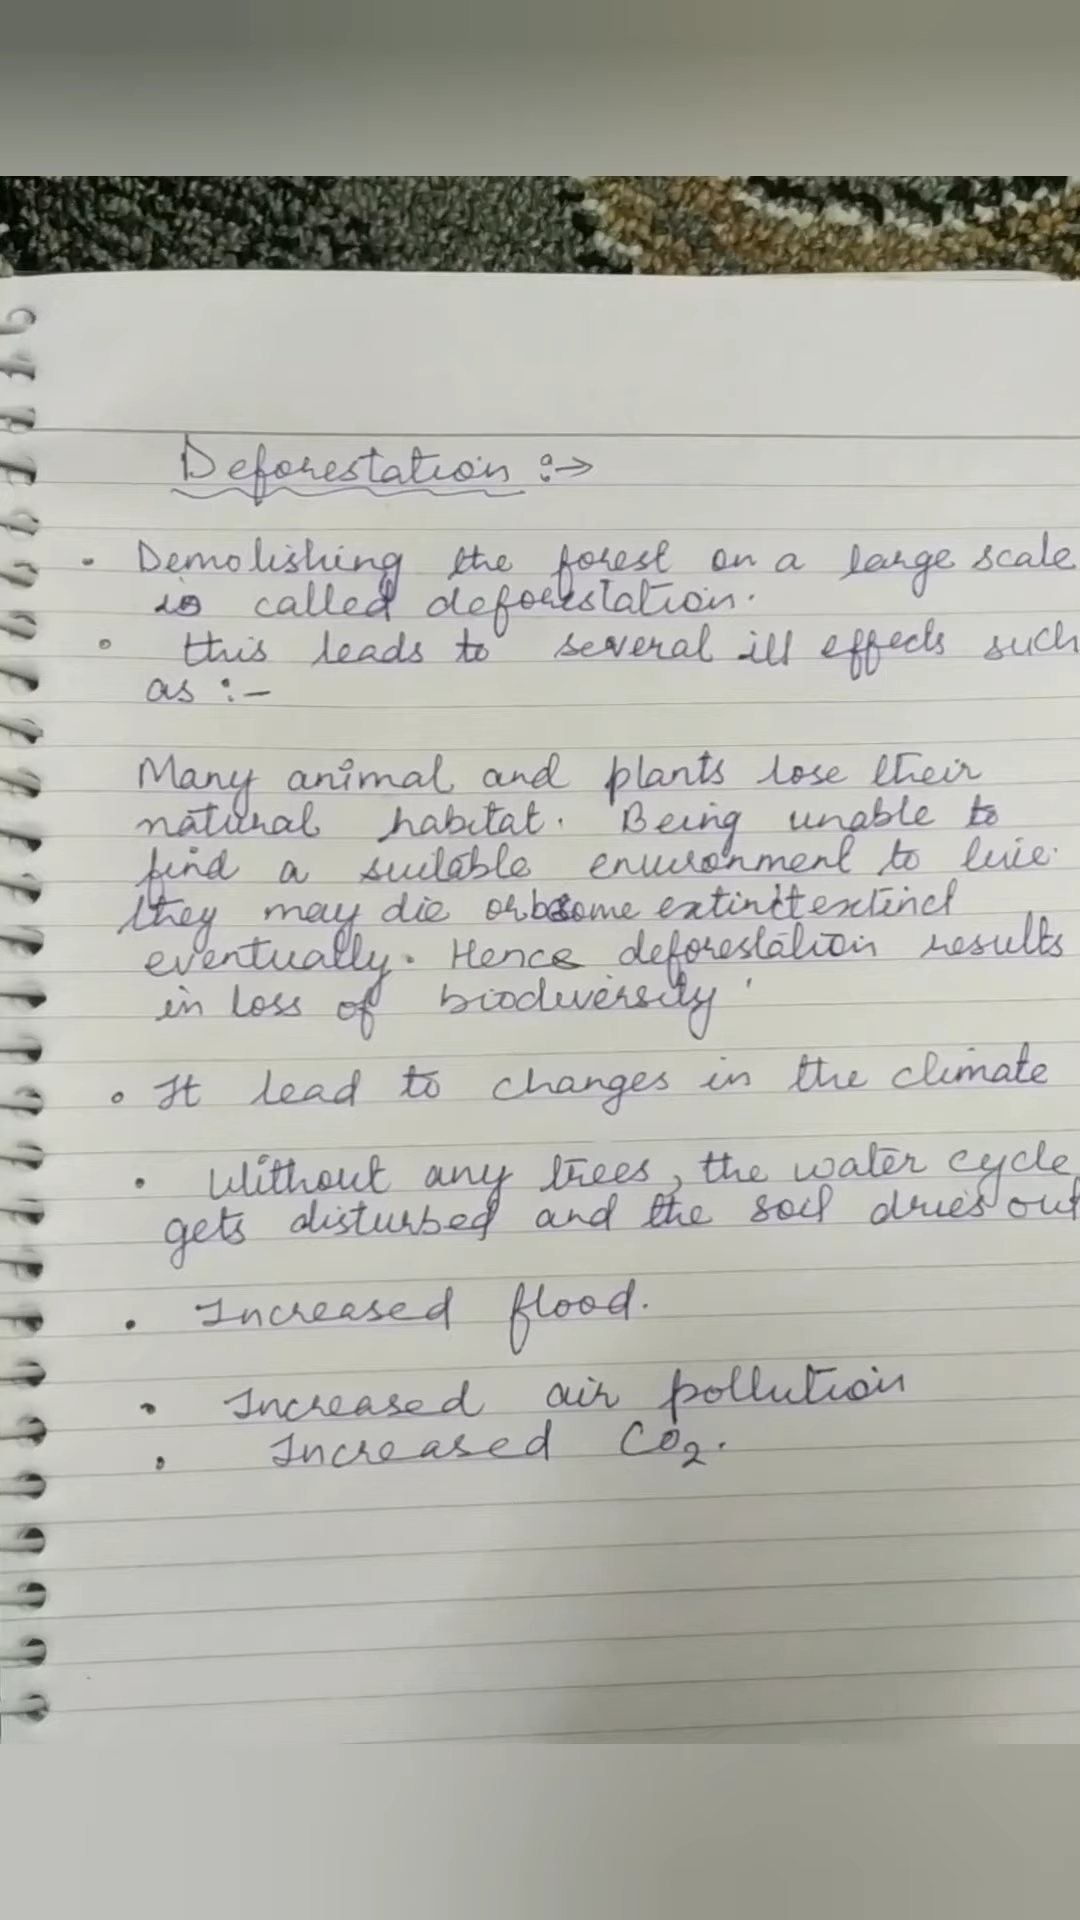 Deforestation :→
• Demolishing the forest on a large scale
is called deforestation.
• this leads to several ill effects such
as :-
Many animal and plants lose their
natural habitat. Being unable to
find a suitable environment to live.
they may die or become extinct extinct
eventually. Hence deforestation results
in loss of biodiversity.
• It lead to changes in the climate
• Without any trees, the water cycle
gets disturbed and the soil dries out
• Increased flood.
• Increased air pollution
• Increased CO₂.